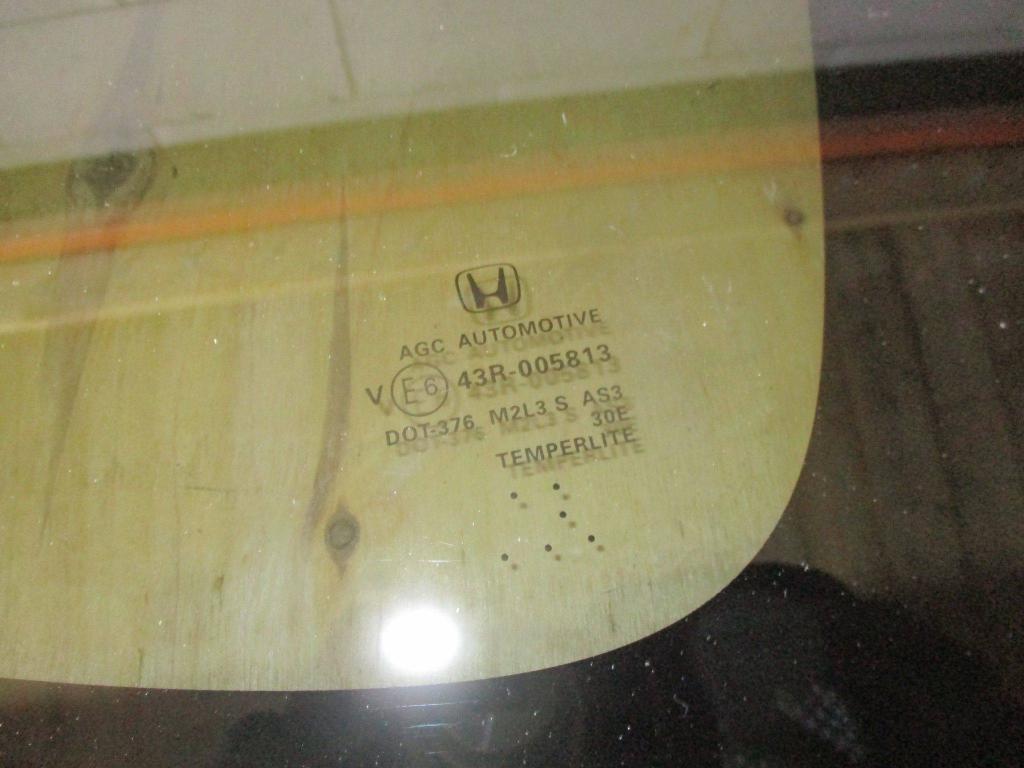 AGC AUTOMOTIVE
V E6 43R-005813
DOT-376 M2L3 S AS3
30E
TEMPERLITE